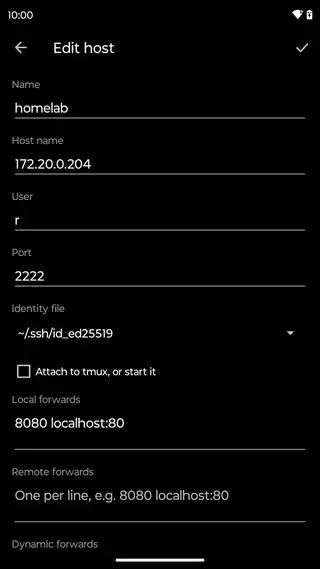 10:00
Edit host
Name
homelab
Host name
172.20.0.204
User
r
Port
2222
Identity file
~/.ssh/id_ed25519
Attach to tmux, or start it
Local forwards
8080 localhost:80
Remote forwards
One per line, e.g. 8080 localhost:80
Dynamic forwards